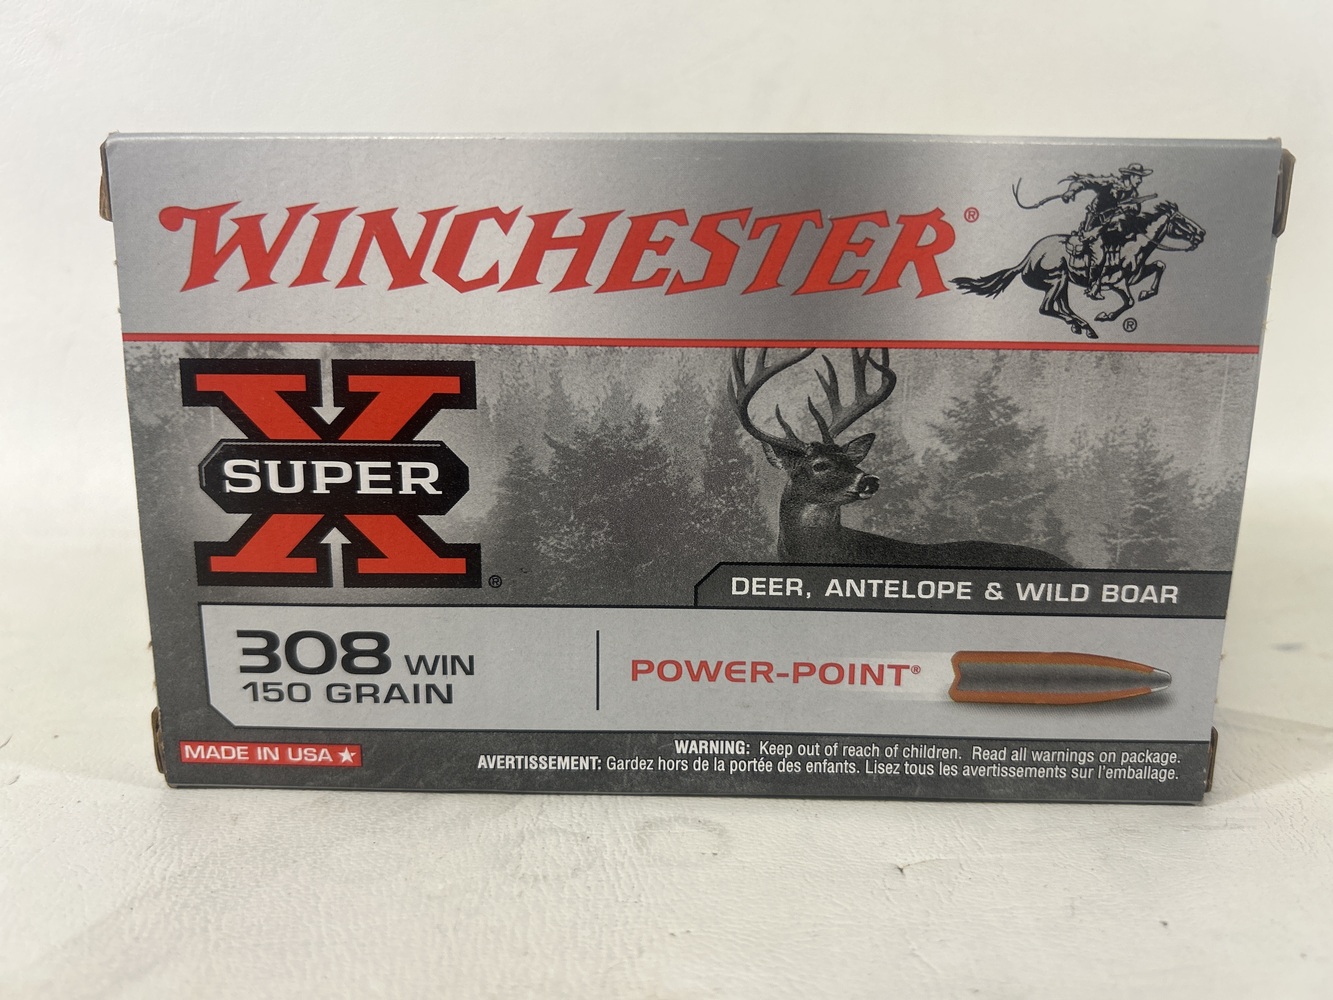 WINCHESTER®
®
SUPER X
®
DEER, ANTELOPE & WILD BOAR
308 WIN
150 GRAIN
POWER-POINT®
MADE IN USA ★
WARNING: Keep out of reach of children. Read all warnings on package.
AVERTISSEMENT: Gardez hors de la portée des enfants. Lisez tous les avertissements sur l'emballage.